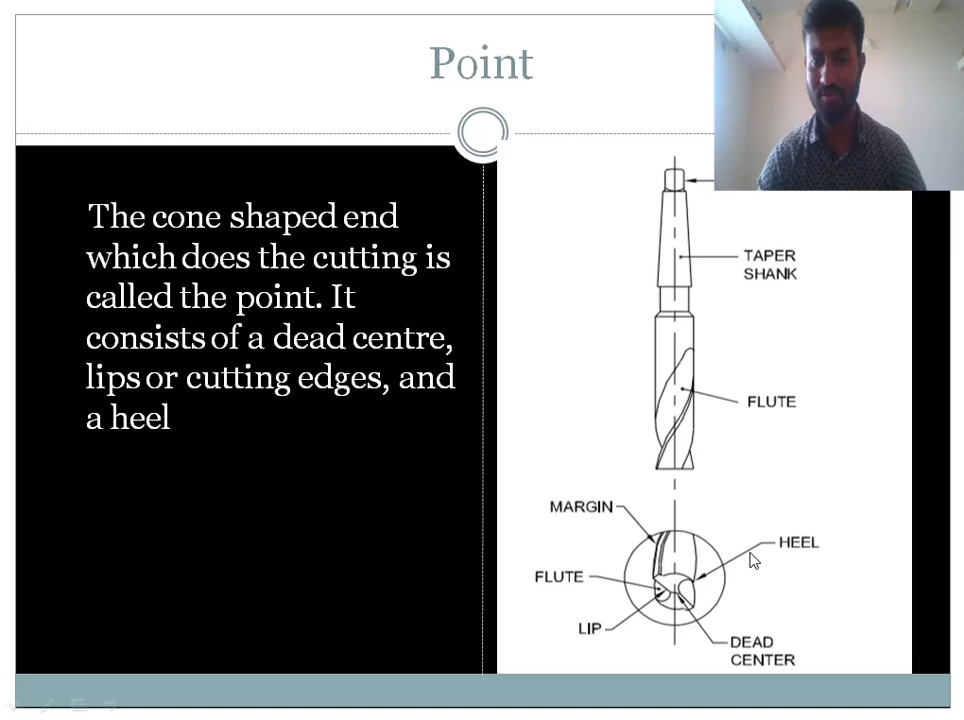 Point
The cone shaped end
which does the cutting is
called the point. It
consists of a dead centre,
lips or cutting edges, and
a heel
TAPER
SHANK
FLUTE
MARGIN
HEEL
FLUTE
LIP
DEAD
CENTER